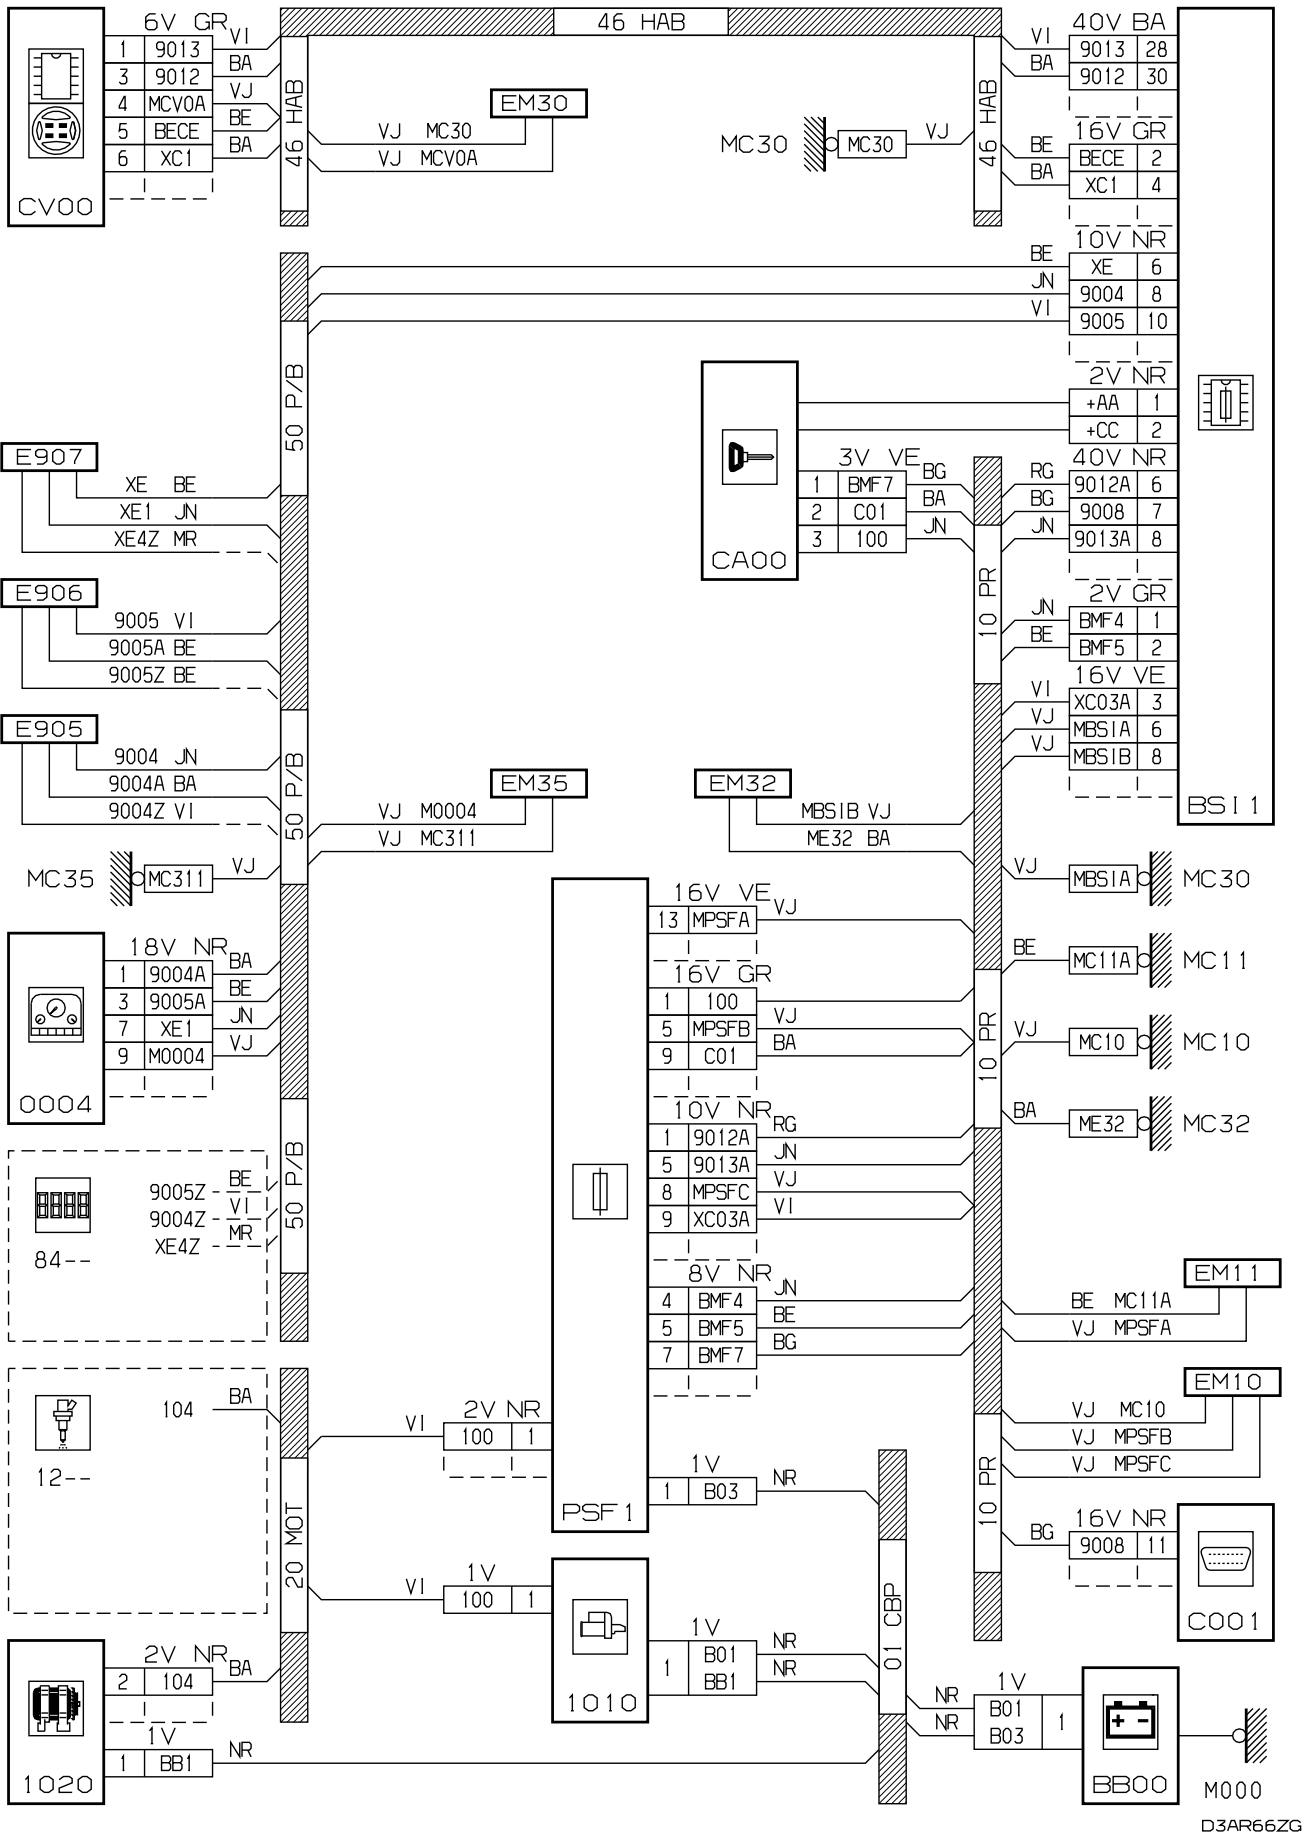 46 HAB
6V GR
1 9013 VI
3 9012 BA
4 MCV0A VJ
5 BECE BE
6 XC1 BA
CV00
46 HAB
EM30
VJ MC30
VJ MCV0A
MC30
MC30
VJ
46 HAB
40V BA
VI 9013 28
BA 9012 30
16V GR
BE BECE 2
BA XC1 4
10V NR
BE XE 6
JN 9004 8
VI 9005 10
2V NR
+AA 1
+CC 2
40V NR
RG 9012A 6
BG 9008 7
JN 9013A 8
2V GR
JN BMF4 1
BE BMF5 2
16V VE
VI XC03A 3
VJ MBSIA 6
VJ MBSIB 8
BSI1
50 P/B
E907
XE BE
XE1 JN
XE4Z MR
E906
9005 VI
9005A BE
9005Z BE
E905
9004 JN
9004A BA
9004Z VI
50 P/B
MC35
MC311
VJ
EM35
VJ M0004
VJ MC311
3V VE
1 BMF7 BG
2 C01 BA
3 100 JN
CA00
10 PR
EM32
MBSIB VJ
ME32 BA
VJ MBSIA MC30
BE MC11A MC11
VJ MC10 MC10
BA ME32 MC32
10 PR
18V NR
1 9004A BA
3 9005A BE
7 XE1 JN
9 M0004 VJ
0004
50 P/B
9005Z BE
9004Z VI
XE4Z MR
84--
16V VE
13 MPSFA VJ
16V GR
1 100
5 MPSFB VJ
9 C01 BA
10V NR
1 9012A RG
5 9013A JN
8 MPSFC VJ
9 XC03A VI
8V NR
4 BMF4 JN
5 BMF5 BE
7 BMF7 BG
EM11
BE MC11A
VJ MPSFA
EM10
VJ MC10
VJ MPSFB
VJ MPSFC
104 BA
12--
20 MOT
2V NR
VI 100 1
1V
1 B03 NR
PSF1
10 PR
16V NR
BG 9008 11
C001
1V
VI 100 1
1V
1 B01 NR
BB1 NR
1010
01 CBP
2V NR
2 104 BA
1V
1 BB1 NR
1020
1V
NR B01 1
NR B03
BB00
M000
D3AR66ZG